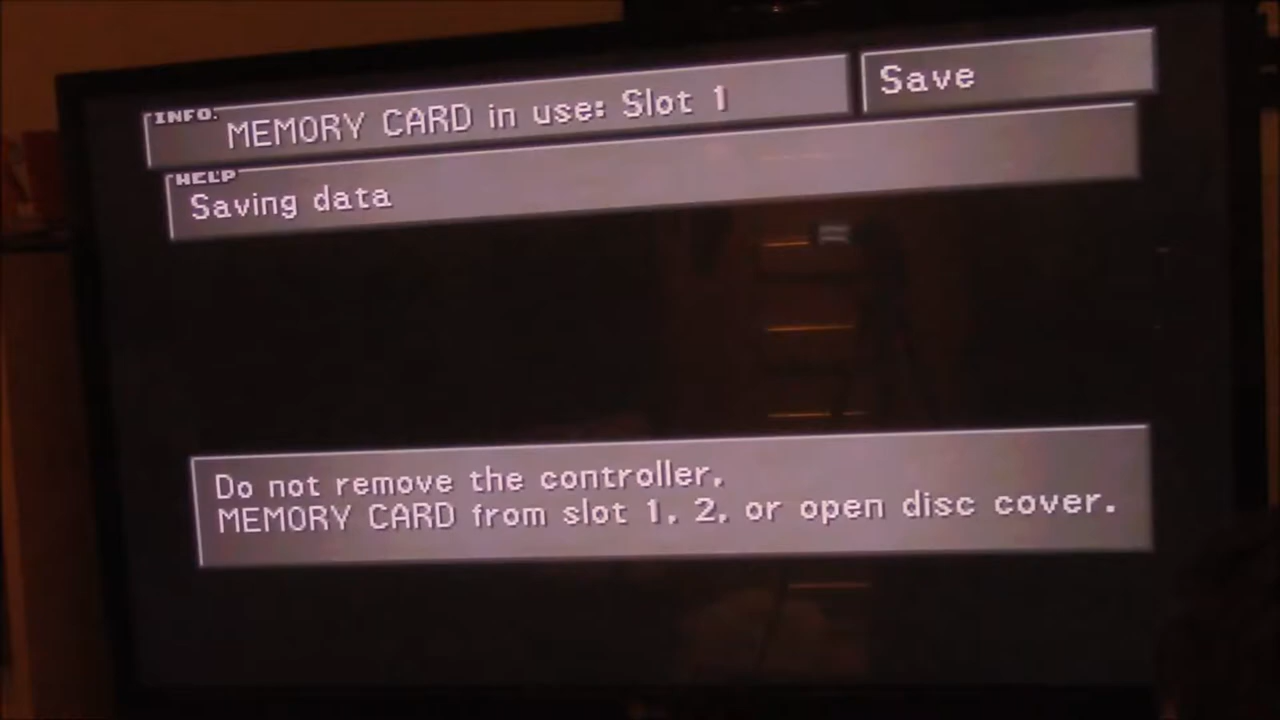 INFO.
MEMORY CARD in use: Slot 1
Save
HELP
Saving data
Do not remove the controller,
MEMORY CARD from slot 1, 2, or open disc cover.